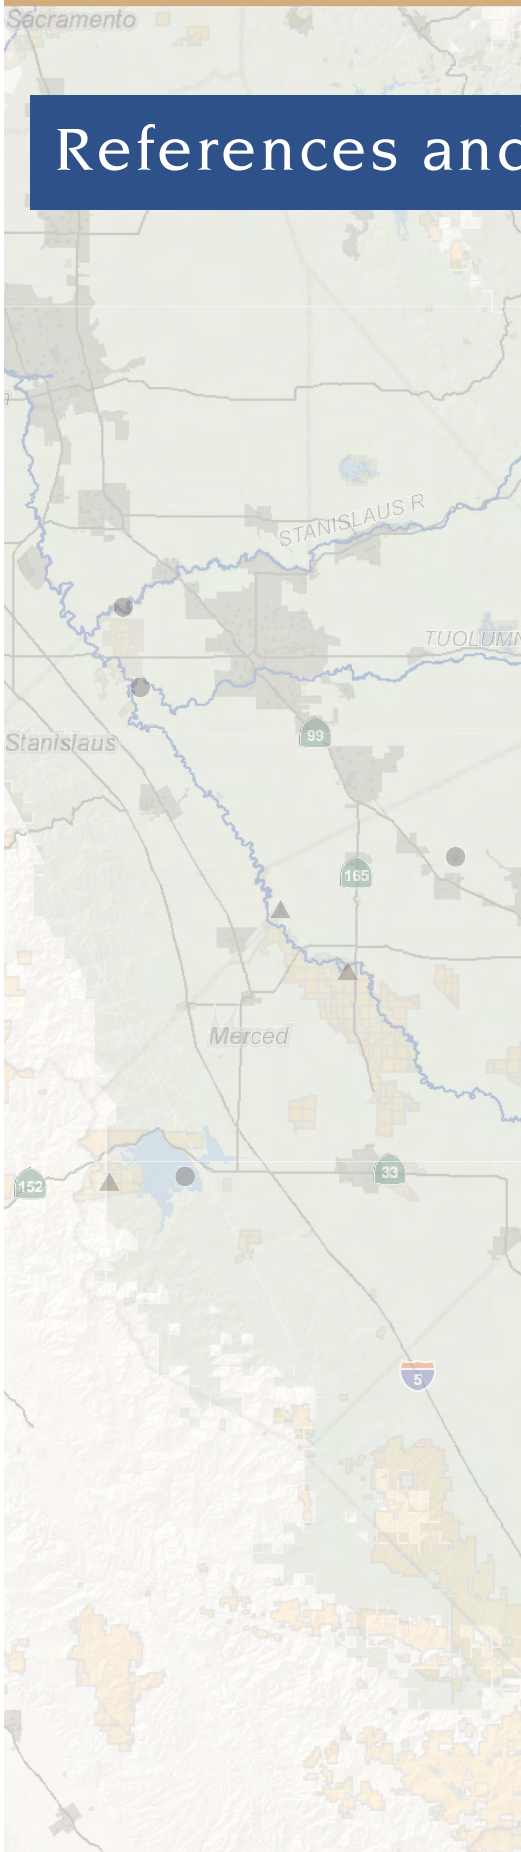 Sacramento
References and
STANISLAUS R
TUOLUMN
Stanislaus
99
165
Merced
152
33
5